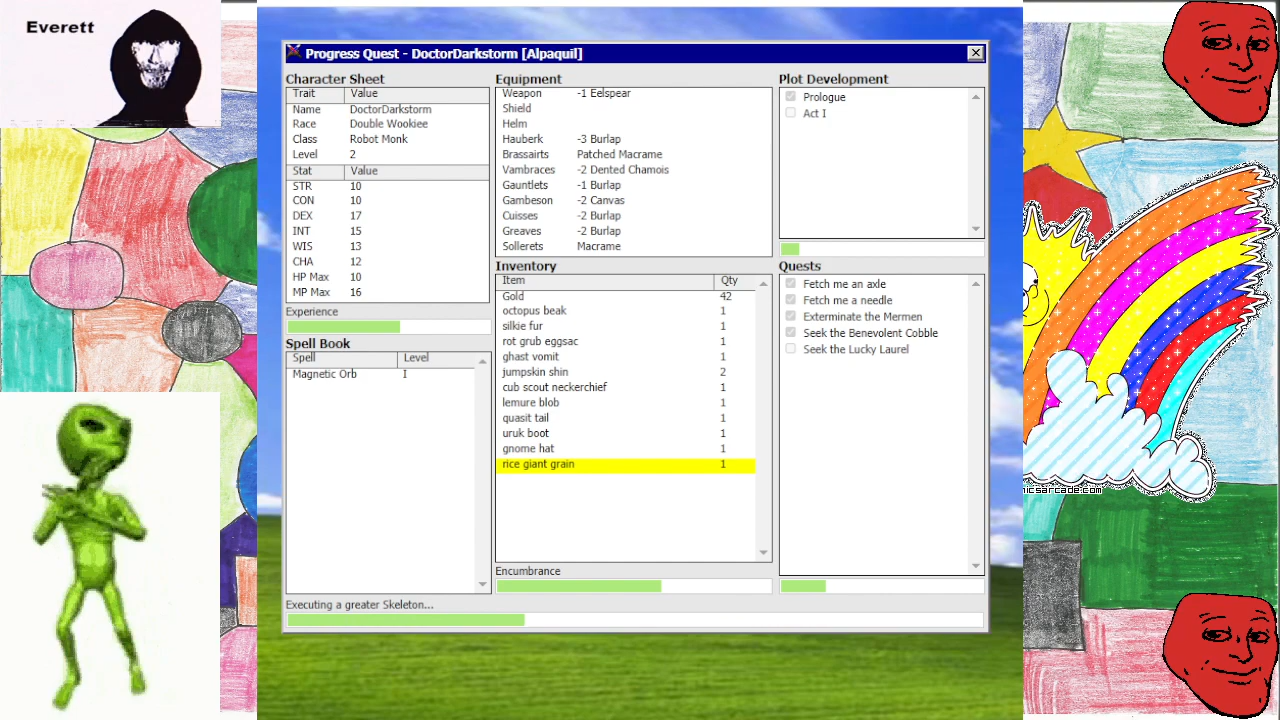 Everett
Progress Quest - DoctorDarkstorm [Alpaquil]
Character Sheet
Trait Value
Name DoctorDarkstorm
Race Double Wookiee
Class Robot Monk
Level 2
Stat Value
STR 10
CON 10
DEX 17
INT 15
WIS 13
CHA 12
HP Max 10
MP Max 16
Experience
Spell Book
Spell Level
Magnetic Orb I
Equipment
Weapon -1 Eelspear
Shield
Helm
Hauberk -3 Burlap
Brassairts Patched Macrame
Vambraces -2 Dented Chamois
Gauntlets -1 Burlap
Gambeson -2 Canvas
Cuisses -2 Burlap
Greaves -2 Burlap
Sollerets Macrame
Inventory
Item Qty
Gold 42
octopus beak 1
silkie fur 1
rot grub eggsac 1
ghast vomit 1
jumpskin shin 2
cub scout neckerchief 1
lemure blob 1
quasit tail 1
uruk boot 1
gnome hat 1
rice giant grain 1
Encumbrance
Plot Development
Prologue
Act I
Quests
Fetch me an axle
Fetch me a needle
Exterminate the Mermen
Seek the Benevolent Cobble
Seek the Lucky Laurel
Executing a greater Skeleton...